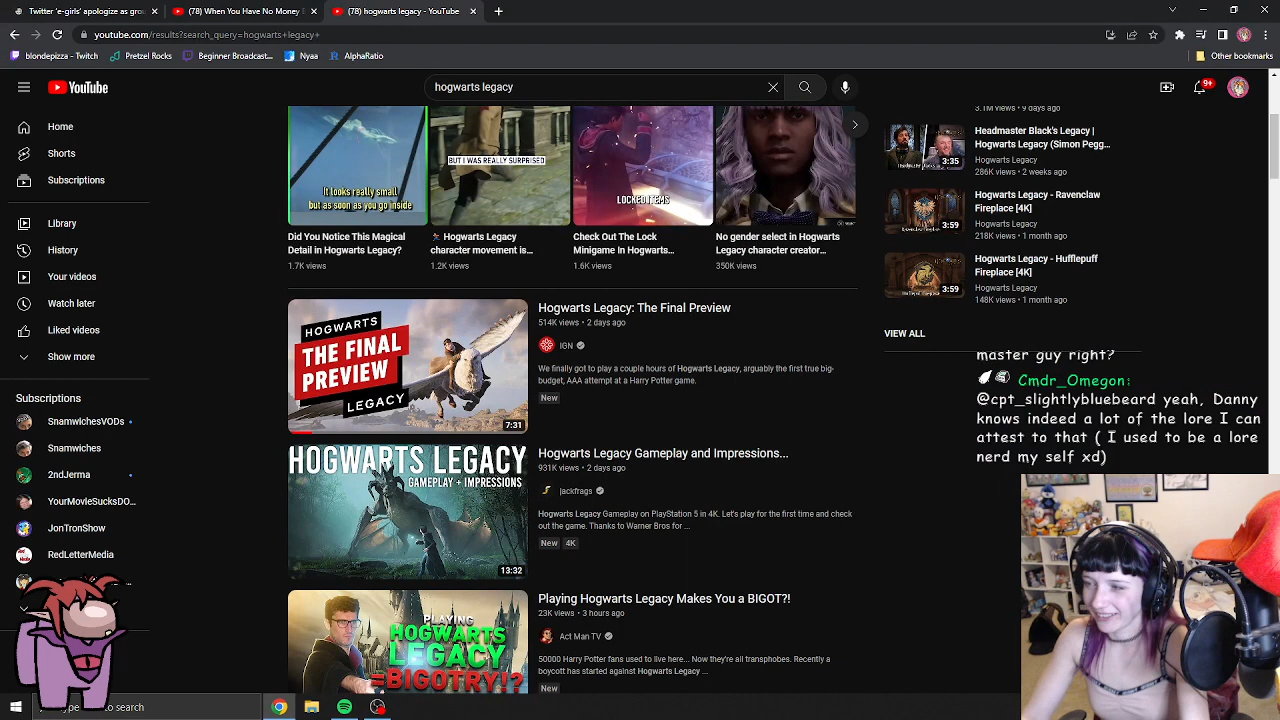 Twitter 'e-girls' apologize as grou
(78) When You Have No Money B
(78) hogwarts legacy - YouTube
youtube.com/results?search_query=hogwarts+legacy+
blondepizza - Twitch
Pretzel Rocks
Beginner Broadcast...
Nyaa
AlphaRatio
Other bookmarks
YouTube
hogwarts legacy
9+
Home
Shorts
Subscriptions
Library
History
Your videos
Watch later
Liked videos
Show more
Subscriptions
SnamwichesVODs
Snamwiches
2ndJerma
YourMovieSucksDO...
JonTronShow
RedLetterMedia
It looks really small
but as soon as you go inside
BUT I WAS REALLY SURPRISED
LOCKED ITEMS
Did You Notice This Magical
Detail in Hogwarts Legacy?
1.7K views
Hogwarts Legacy
character movement is...
1.2K views
Check Out The Lock
Minigame In Hogwarts...
1.6K views
No gender select in Hogwarts
Legacy character creator...
350K views
HOGWARTS
THE FINAL
PREVIEW
LEGACY
7:31
Hogwarts Legacy: The Final Preview
514K views • 2 days ago
IGN
We finally got to play a couple hours of Hogwarts Legacy, arguably the first true big-
budget, AAA attempt at a Harry Potter game.
New
HOGWARTS LEGACY
GAMEPLAY + IMPRESSIONS
13:32
Hogwarts Legacy Gameplay and Impressions...
931K views • 2 days ago
jackfrags
Hogwarts Legacy Gameplay on PlayStation 5 in 4K. Let's play for the first time and check
out the game. Thanks to Warner Bros for ...
New
4K
PLAYING
HOGWARTS
LEGACY
=BIGOTRY!?
Playing Hogwarts Legacy Makes You a BIGOT?!
23K views • 3 hours ago
Act Man TV
50000 Harry Potter fans used to live here... Now they're all transphobes. Recently a
boycott has started against Hogwarts Legacy ...
New
3.1M views • 9 days ago
Headmaster Black's Legacy |
Hogwarts Legacy (Simon Pegg...
Hogwarts Legacy
286K views • 2 weeks ago
3:35
Hogwarts Legacy - Ravenclaw
Fireplace [4K]
Hogwarts Legacy
218K views • 1 month ago
3:59
Hogwarts Legacy - Hufflepuff
Fireplace [4K]
Hogwarts Legacy
148K views • 1 month ago
3:59
VIEW ALL
master guy right?
Cmdr_Omegon:
@cpt_slightlybluebeard yeah, Danny
knows indeed a lot of the lore I can
attest to that ( I used to be a lore
nerd my self xd)
Type here to search